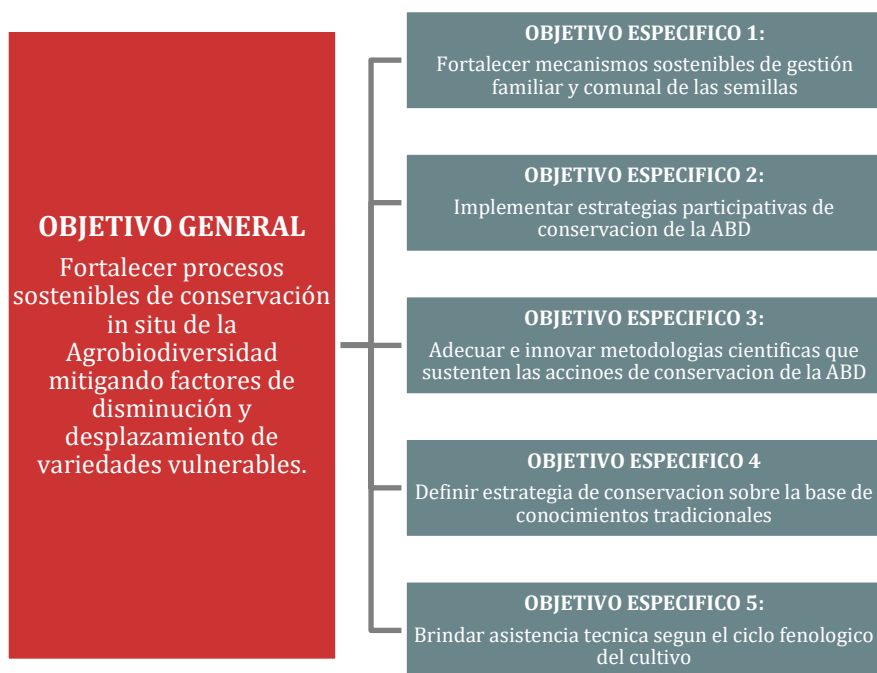 OBJETIVO GENERAL
Fortalecer procesos
sostenibles de conservación
in situ de la
Agrobiodiversidad
mitigando factores de
disminución y
desplazamiento de
variedades vulnerables.
OBJETIVO ESPECIFICO 1:
Fortalecer mecanismos sostenibles de gestión
familiar y comunal de las semillas
OBJETIVO ESPECIFICO 2:
Implementar estrategias participativas de
conservacion de la ABD
OBJETIVO ESPECIFICO 3:
Adecuar e innovar metodologias cientificas que
sustenten las accinoes de conservacion de la ABD
OBJETIVO ESPECIFICO 4
Definir estrategia de conservacion sobre la base de
conocimientos tradicionales
OBJETIVO ESPECIFICO 5:
Brindar asistencia tecnica segun el ciclo fenologico
del cultivo